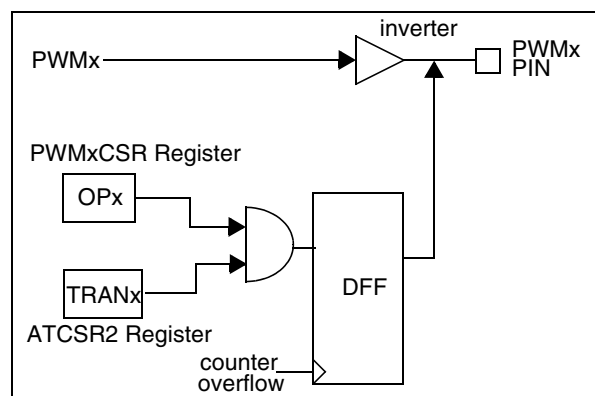 inverter
PWMx
PWMx
PIN
PWMxCSR Register
OPx
TRANx
ATCSR2 Register
DFF
counter
overflow